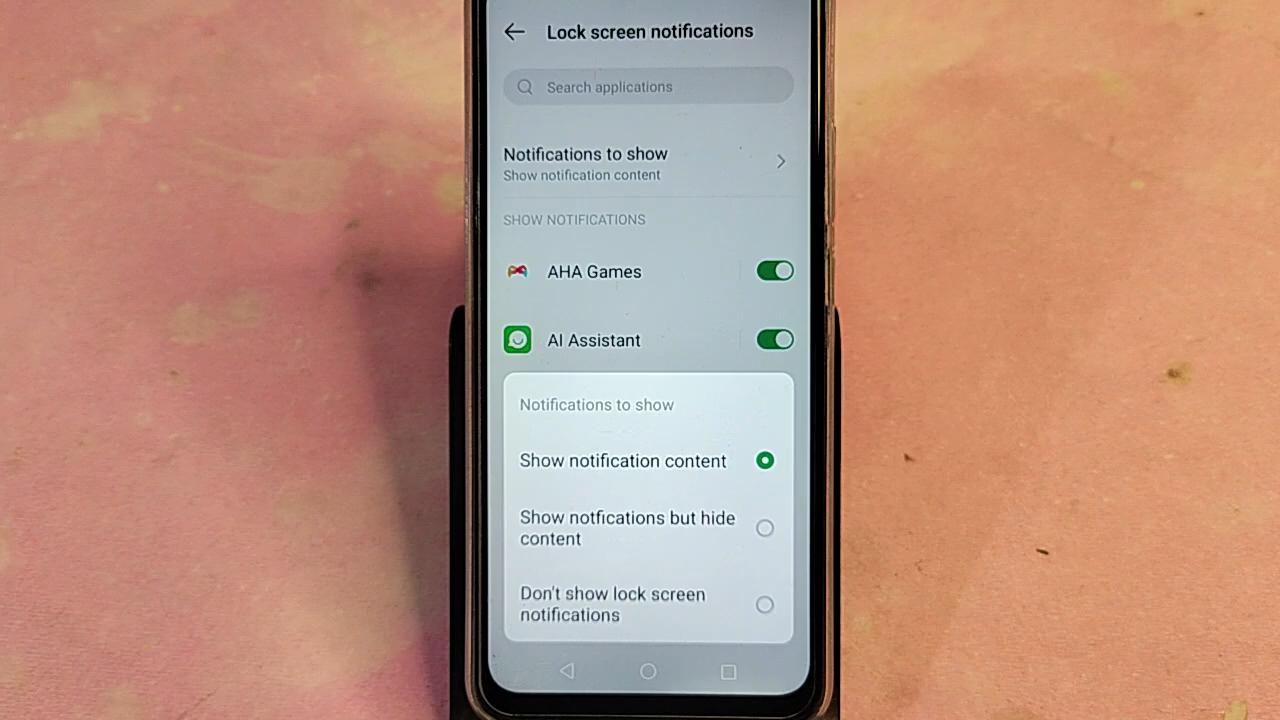 Lock screen notifications
Search applications
Notifications to show
Show notification content
SHOW NOTIFICATIONS
AHA Games
AI Assistant
Notifications to show
Show notification content
Show notfications but hide
content
Don't show lock screen
notifications